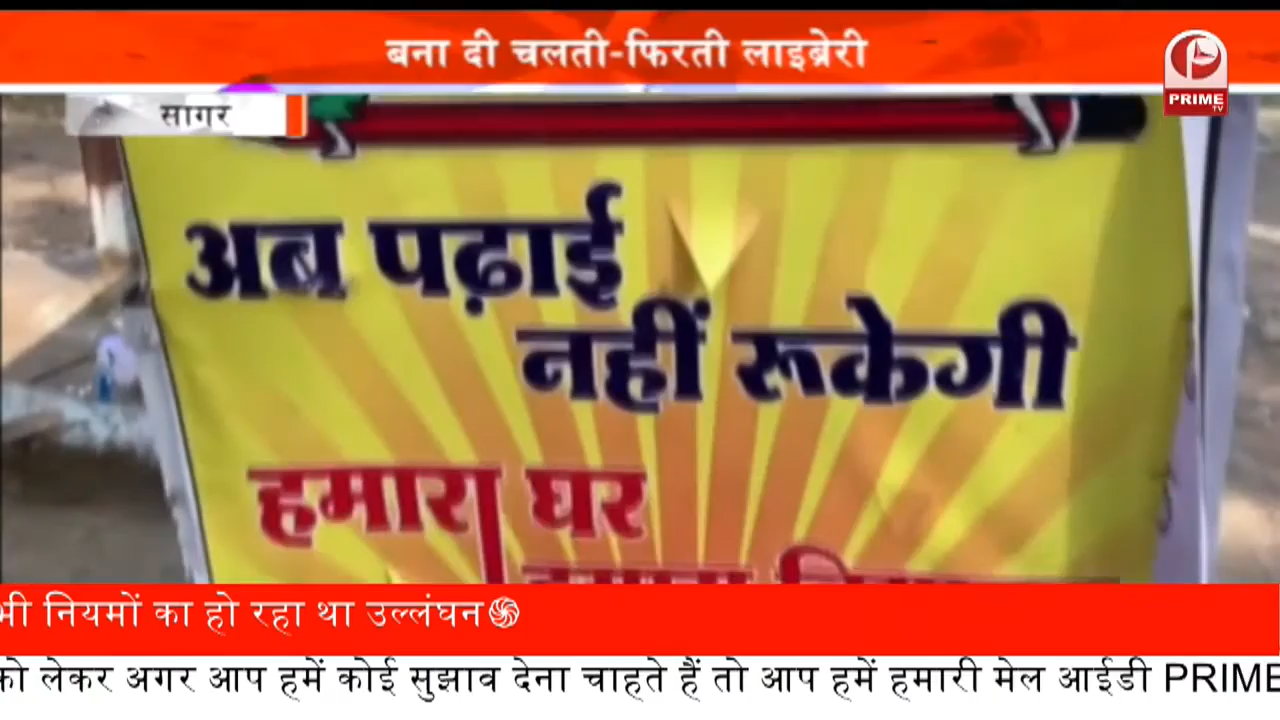 बना दी चलती-फिरती लाइब्रेरी
PRIME
TV
सागर
अब पढ़ाई
नहीं रूकेगी
हमारा घर
भी नियमों का हो रहा था उल्लंघन
को लेकर अगर आप हमें कोई सुझाव देना चाहते हैं तो आप हमें हमारी मेल आईडी PRIME